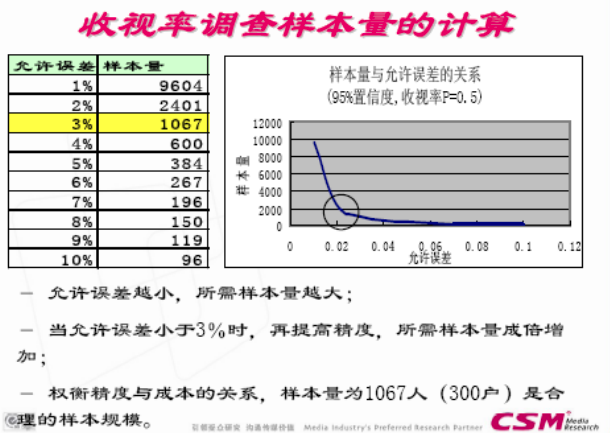 收视率调查样本量的计算
允许误差 样本量
1% 9604
2% 2401
3% 1067
4% 600
5% 384
6% 267
7% 196
8% 150
9% 119
10% 96
样本量与允许误差的关系
(95%置信度,收视率P=0.5)
样本量
12000
10000
8000
6000
4000
2000
0
0 0.02 0.04 0.06 0.08 0.1 0.12
允许误差
– 允许误差越小，所需样本量越大；
– 当允许误差小于3%时，再提高精度，所需样本量成倍增
加；
– 权衡精度与成本的关系，样本量为1067人（300户）是合
理的样本规模。
引领受众研究 沟通传媒价值 Media Industry's Preferred Research Partner
CSM Media Research